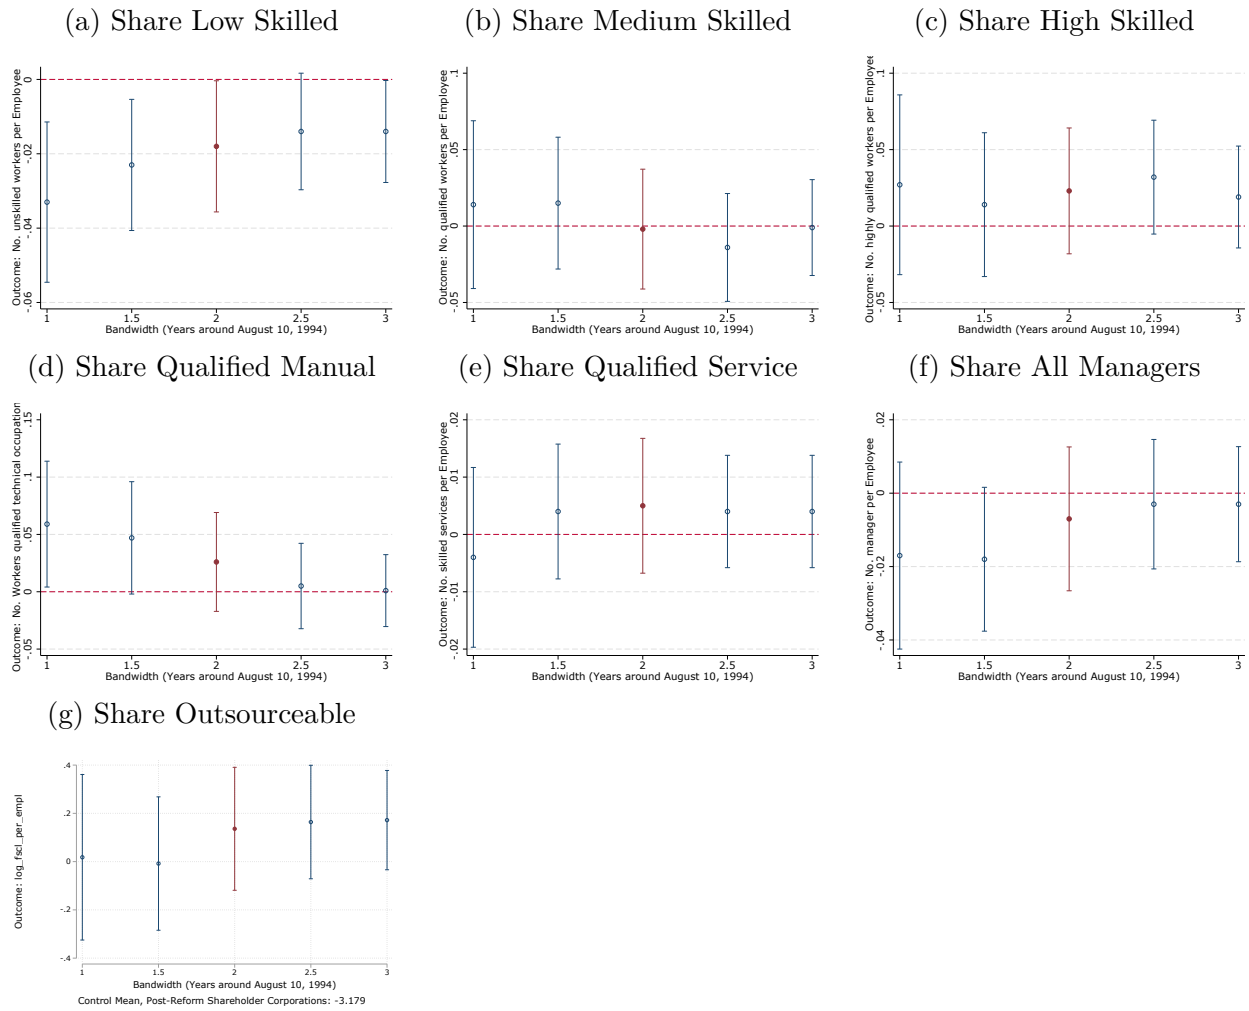 (a) Share Low Skilled
Outcome: No. unskilled workers per Employee
0
-.02
-.04
-.06
1 1.5 2 2.5 3
Bandwidth (Years around August 10, 1994)
(b) Share Medium Skilled
Outcome: No. qualified workers per Employee
.1
.05
0
-.05
1 1.5 2 2.5 3
Bandwidth (Years around August 10, 1994)
(c) Share High Skilled
Outcome: No. highly qualified workers per Employee
.1
.05
0
-.05
1 1.5 2 2.5 3
Bandwidth (Years around August 10, 1994)
(d) Share Qualified Manual
Outcome: No. Workers qualified technical occupation
.15
.1
.05
0
-.05
1 1.5 2 2.5 3
Bandwidth (Years around August 10, 1994)
(e) Share Qualified Service
Outcome: No. skilled services per Employee
.02
.01
0
-.01
-.02
1 1.5 2 2.5 3
Bandwidth (Years around August 10, 1994)
(f) Share All Managers
Outcome: No. manager per Employee
.02
0
-.02
-.04
1 1.5 2 2.5 3
Bandwidth (Years around August 10, 1994)
(g) Share Outsourceable
Outcome: log_fscl_per_empl
.4
.2
0
-.2
-.4
1 1.5 2 2.5 3
Bandwidth (Years around August 10, 1994)
Control Mean, Post-Reform Shareholder Corporations: -3.179